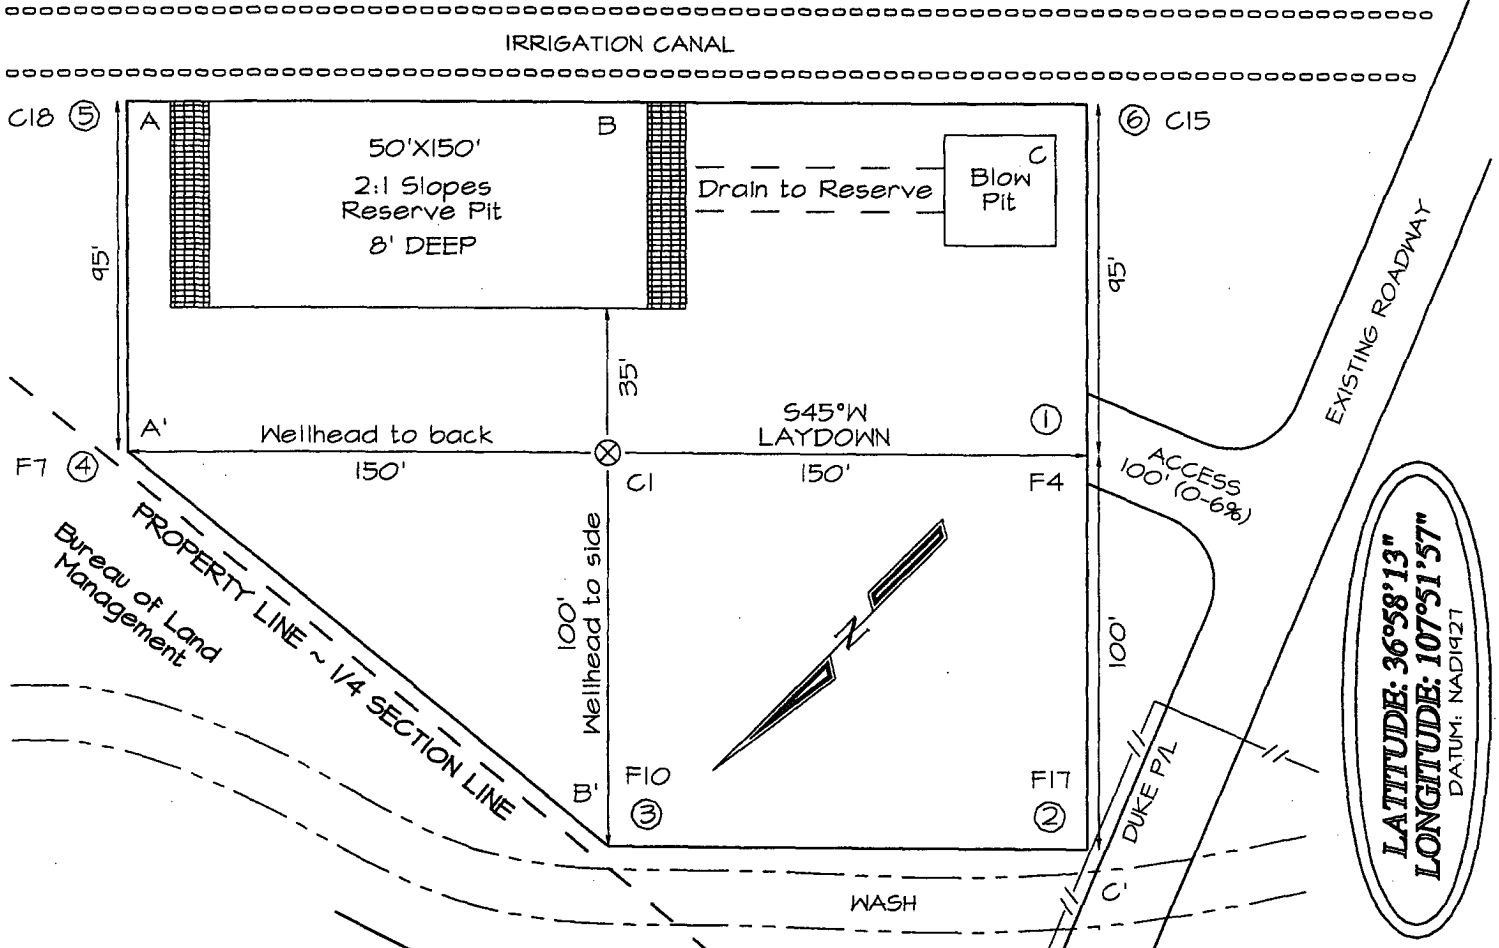 IRRIGATION CANAL
C18 ⑤
A
B
⑥ C15
50'X150'
2:1 Slopes
Reserve Pit
8' DEEP
Drain to Reserve
C
Blow
Pit
95'
95'
35'
EXISTING ROADWAY
A'
Wellhead to back
150'
S45°W
LAYDOWN
150'
①
F7 ④
C1
F4
ACCESS
100' (0-6%)
PROPERTY LINE ~ 1/4 SECTION LINE
Bureau of Land
Management
100'
Wellhead to side
N
100'
LATITUDE: 36°58'13"
LONGITUDE: 107°51'57"
DATUM: NAD1927
B'
F10
③
F17
②
DUKE P/L
C'
WASH